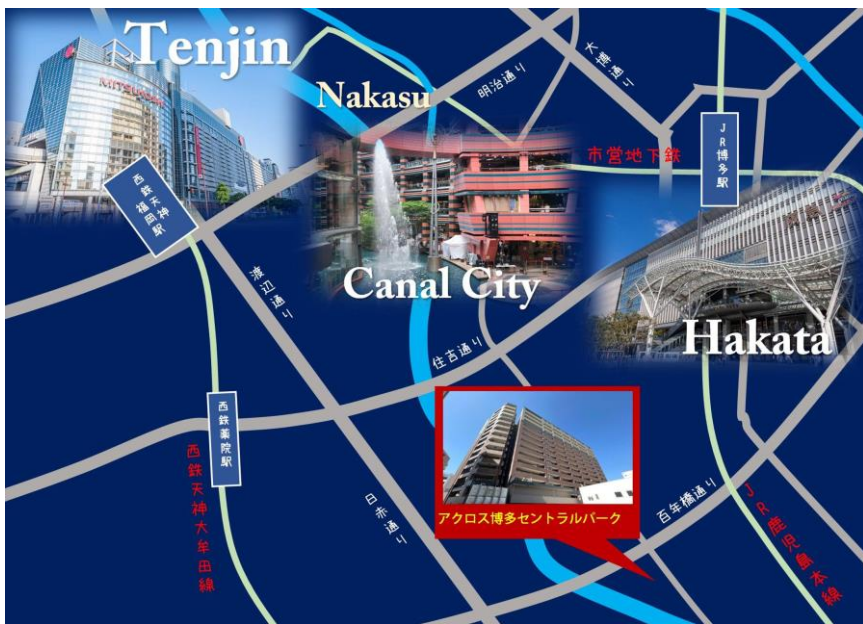 Tenjin
MITSUKOSHI
Nakasu
明治通り
大博通り
市営地下鉄
JR博多駅
西鉄天神
福岡駅
Canal City
Hakata
渡辺通り
住吉通り
西鉄薬院駅
西鉄天神大牟田線
日赤通り
アクロス博多セントラルパーク
百年橋通り
JR鹿児島本線